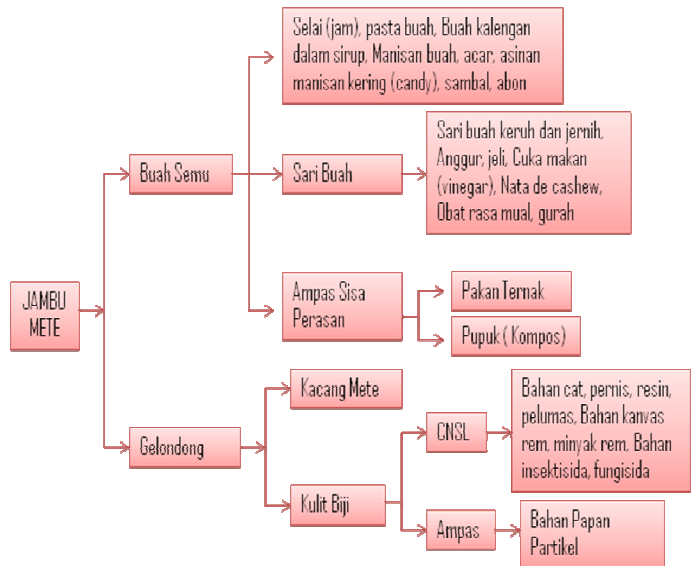 Selai (jam), pasta buah, Buah kalengan
dalam sirup, Manisan buah, acar, asinan
manisan kering (candy), sambal, abon
Sari buah keruh dan jernih,
Anggur, jeli, Cuka makan
(vinegar), Nata de cashew,
Obat rasa mual, gurah
Buah Semu
Sari Buah
JAMBU
METE
Ampas Sisa
Perasan
Pakan Ternak
Pupuk ( Kompos)
Kacang Mete
Gelondong
Kulit Biji
CNSL
Bahan cat, pernis, resin,
pelumas, Bahan kanvas
rem, minyak rem, Bahan
insektisida, fungisida
Ampas
Bahan Papan
Partikel